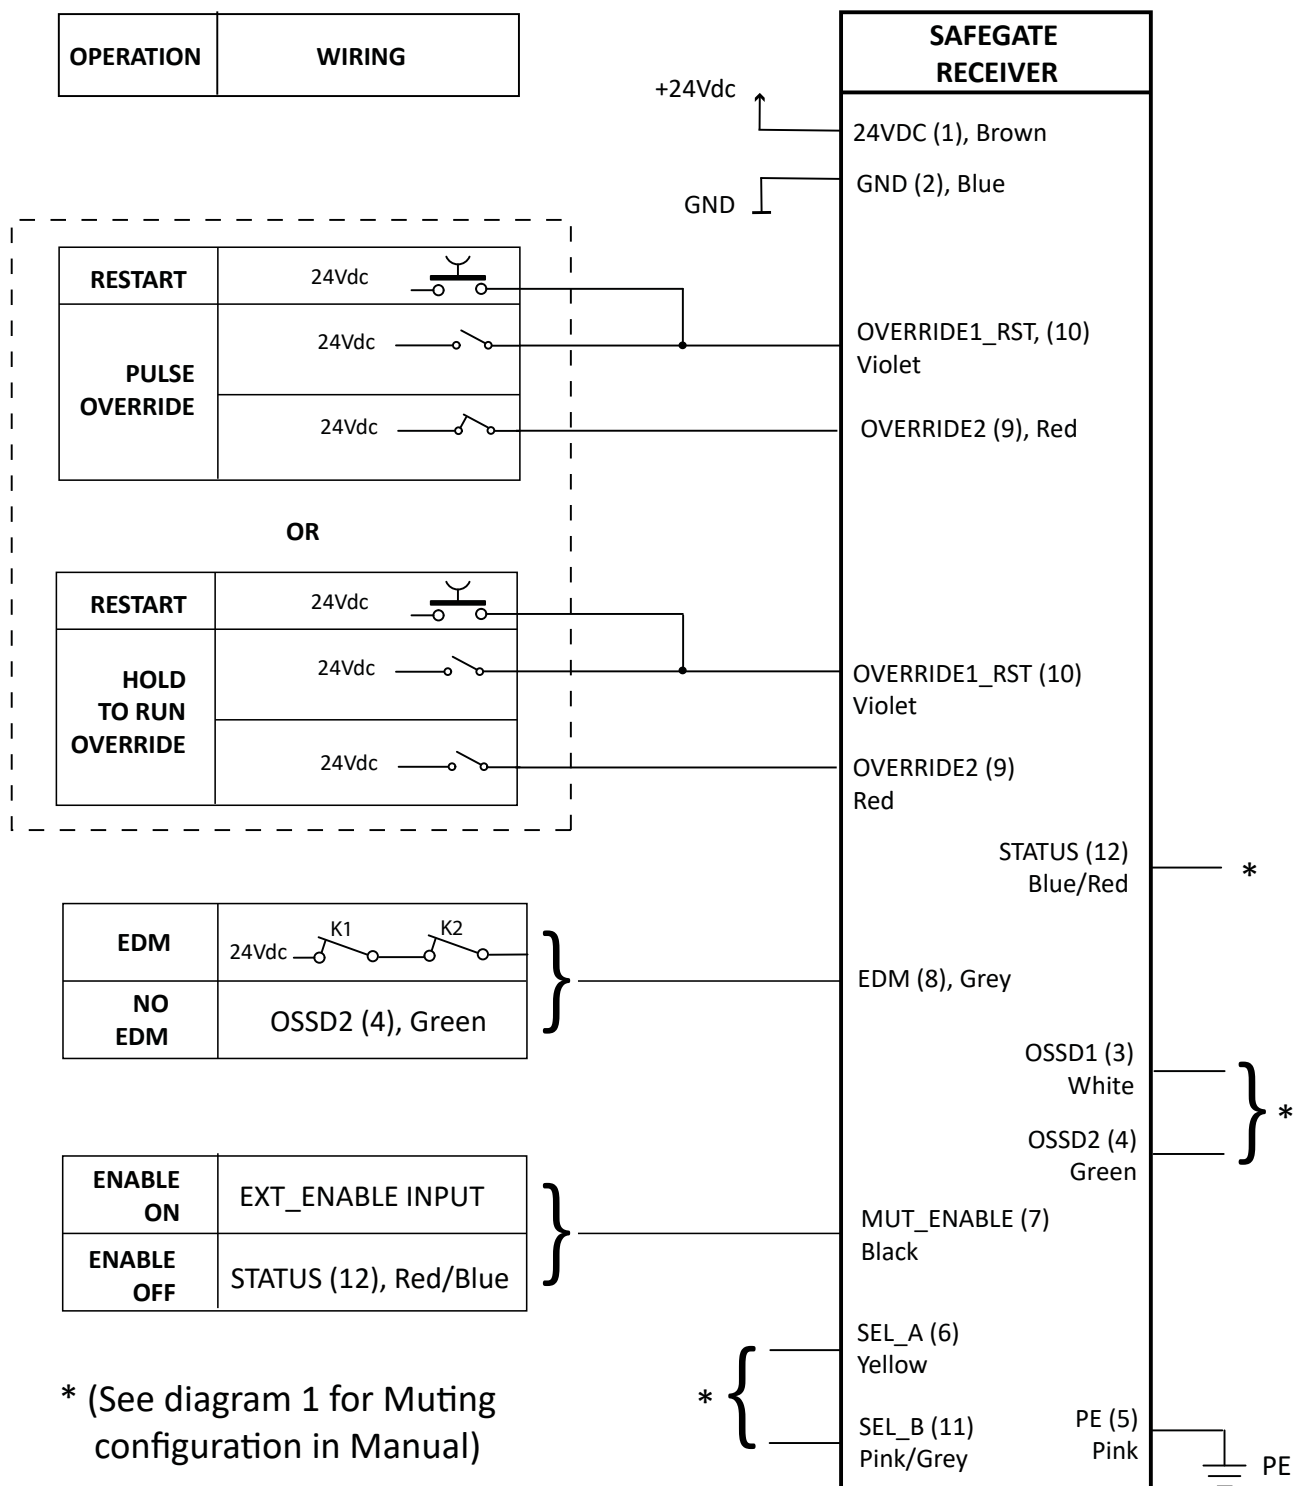 OPERATION WIRING
SAFEGATE
RECEIVER
+24Vdc
24VDC (1), Brown
GND
GND (2), Blue
RESTART 24Vdc
PULSE
OVERRIDE
24Vdc
24Vdc
OVERRIDE1_RST, (10)
Violet
OVERRIDE2 (9), Red
OR
RESTART 24Vdc
HOLD
TO RUN
OVERRIDE
24Vdc
24Vdc
OVERRIDE1_RST (10)
Violet
OVERRIDE2 (9)
Red
STATUS (12)
Blue/Red
*
EDM
24Vdc K1 K2
NO
EDM
OSSD2 (4), Green
EDM (8), Grey
OSSD1 (3)
White
OSSD2 (4)
Green
*
ENABLE
ON
EXT_ENABLE INPUT
ENABLE
OFF
STATUS (12), Red/Blue
MUT_ENABLE (7)
Black
SEL_A (6)
Yellow
*
SEL_B (11)
Pink/Grey
PE (5)
Pink
PE
* (See diagram 1 for Muting
configuration in Manual)